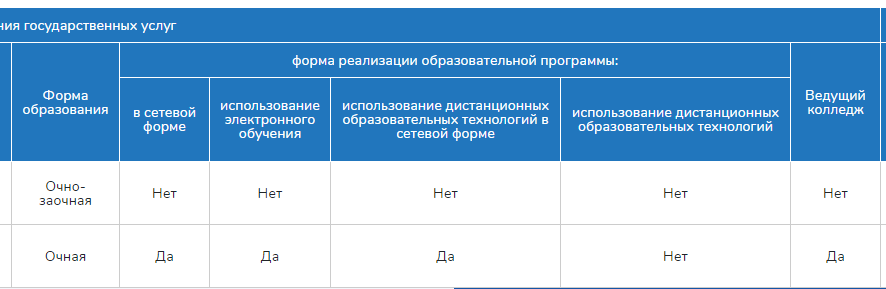 ния государственных услуг
форма реализации образовательной программы:
Форма
образования
в сетевой
форме
использование
электронного
обучения
использование дистанционных
образовательных технологий в
сетевой форме
использование дистанционных
образовательных технологий
Ведущий
колледж
Очно-
заочная
Нет
Нет
Нет
Нет
Нет
Очная
Да
Да
Да
Нет
Да